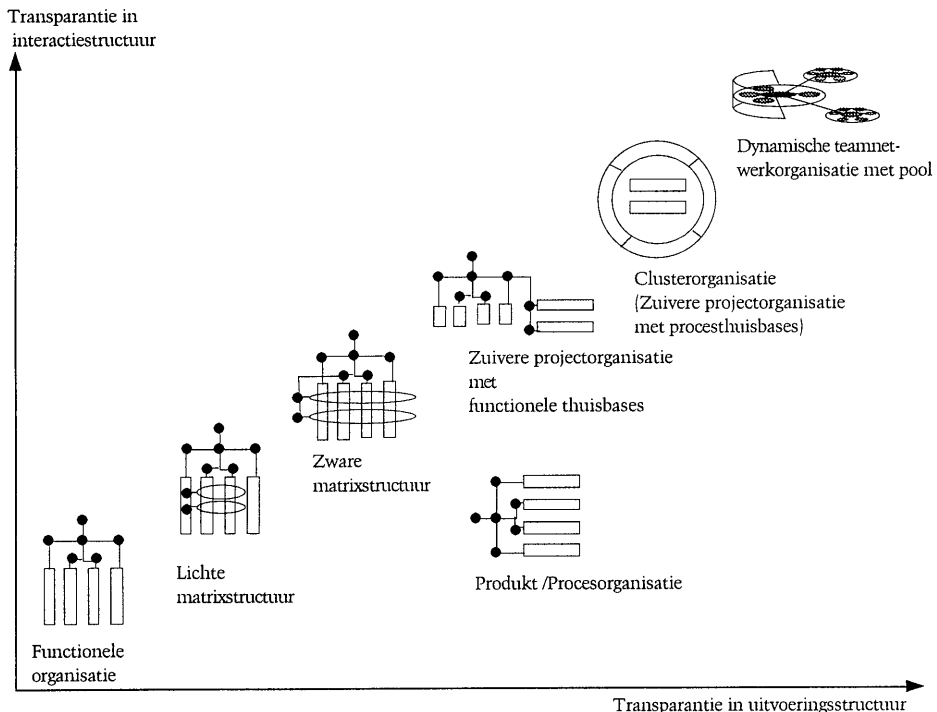 Transparantie in
interactiestructuur
Dynamische teamnet-
werkorganisatie met pool
Clusterorganisatie
(Zuivere projectorganisatie
met procesthuisbases)
Zuivere projectorganisatie
met
functionele thuisbases
Zware
matrixstructuur
Lichte
matrixstructuur
Produkt /Procesorganisatie
Functionele
organisatie
Transparantie in uitvoeringsstructuur